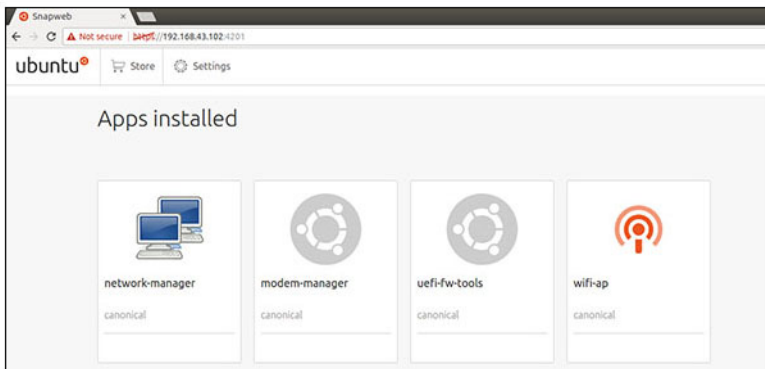 Snapweb ×
Not secure | https://192.168.43.102:4201
ubuntu Store Settings
Apps installed
network-manager modem-manager uefi-fw-tools wifi-ap
canonical canonical canonical canonical